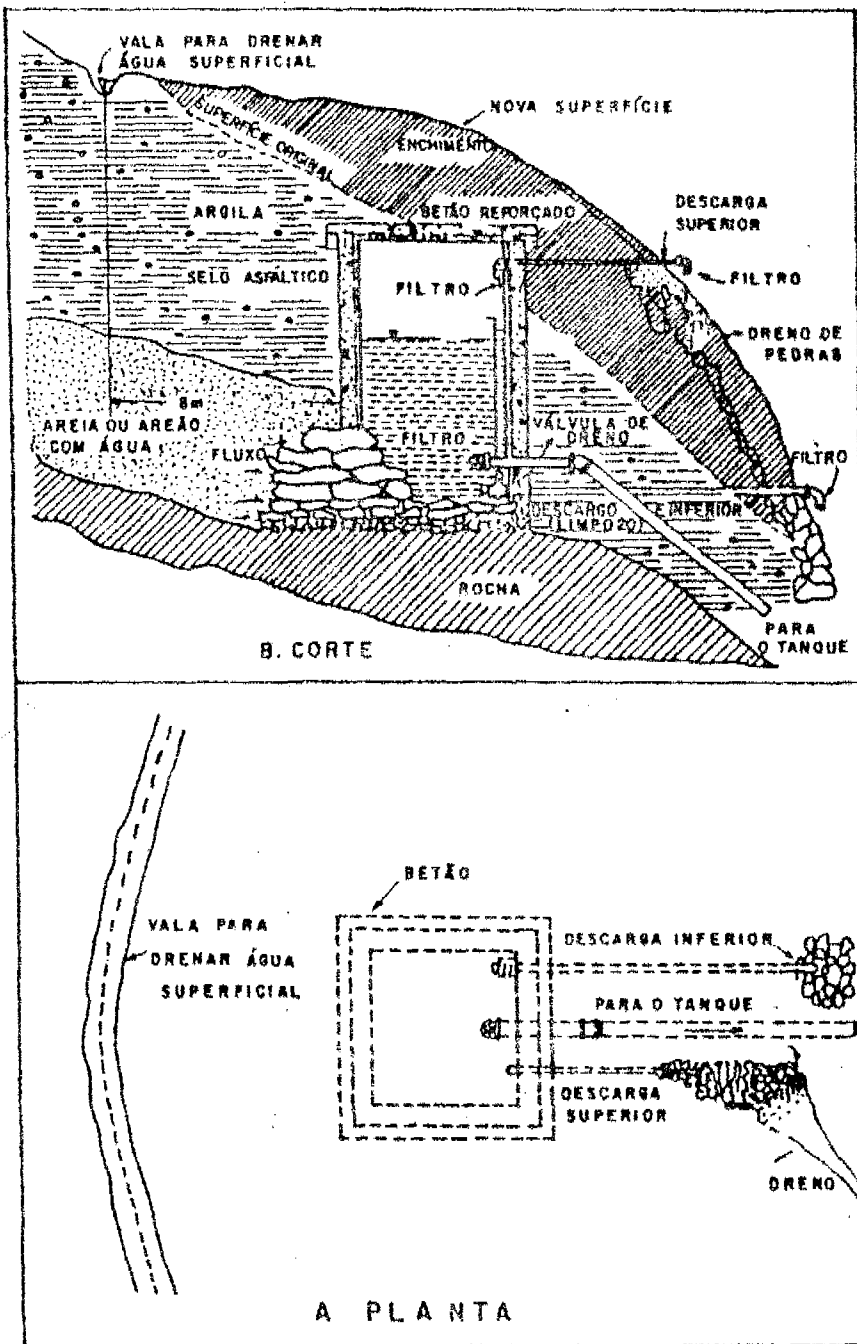 VALA PARA DRENAR
ÁGUA SUPERFICIAL
NOVA SUPERFÍCIE
SUPERFÍCIE ORIGINAL
ENCHIMENTO
ARGILA
BETÃO REFORÇADO
DESCARGA
SUPERIOR
SELO ASFÁLTICO
FILTRO
FILTRO
DRENO DE
PEDRAS
8m
AREIA OU AREÃO
COM ÁGUA
FLUXO
FILTRO
VÁLVULA DE
DRENO
FILTRO
DESCARGO E INFERIOR
ROCHA
PARA
O TANQUE
B. CORTE
BETÃO
VALA PARA
DRENAR ÁGUA
SUPERFICIAL
DESCARGA INFERIOR
PARA O TANQUE
DESCARGA
SUPERIOR
DRENO
A PLANTA